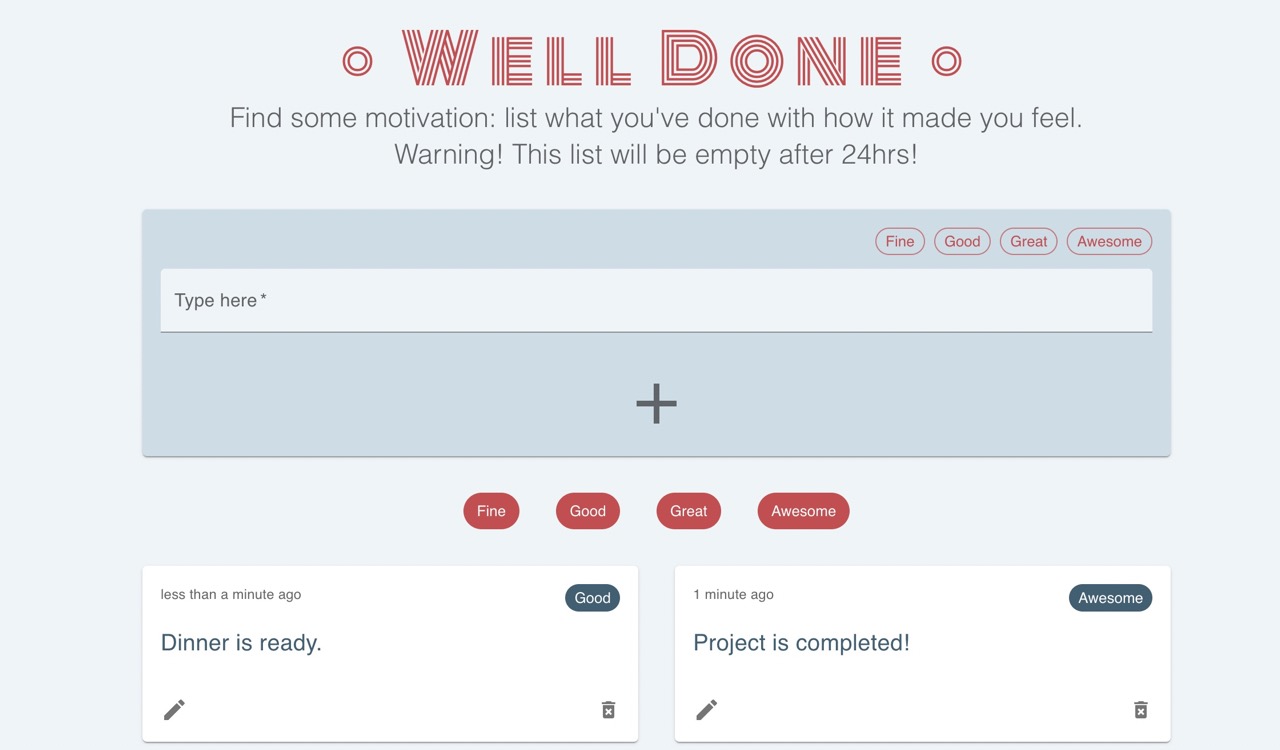 Well Done
Find some motivation: list what you've done with how it made you feel.
Warning! This list will be empty after 24hrs!
Fine Good Great Awesome
Type here *
Fine Good Great Awesome
less than a minute ago Good
Dinner is ready.
1 minute ago Awesome
Project is completed!